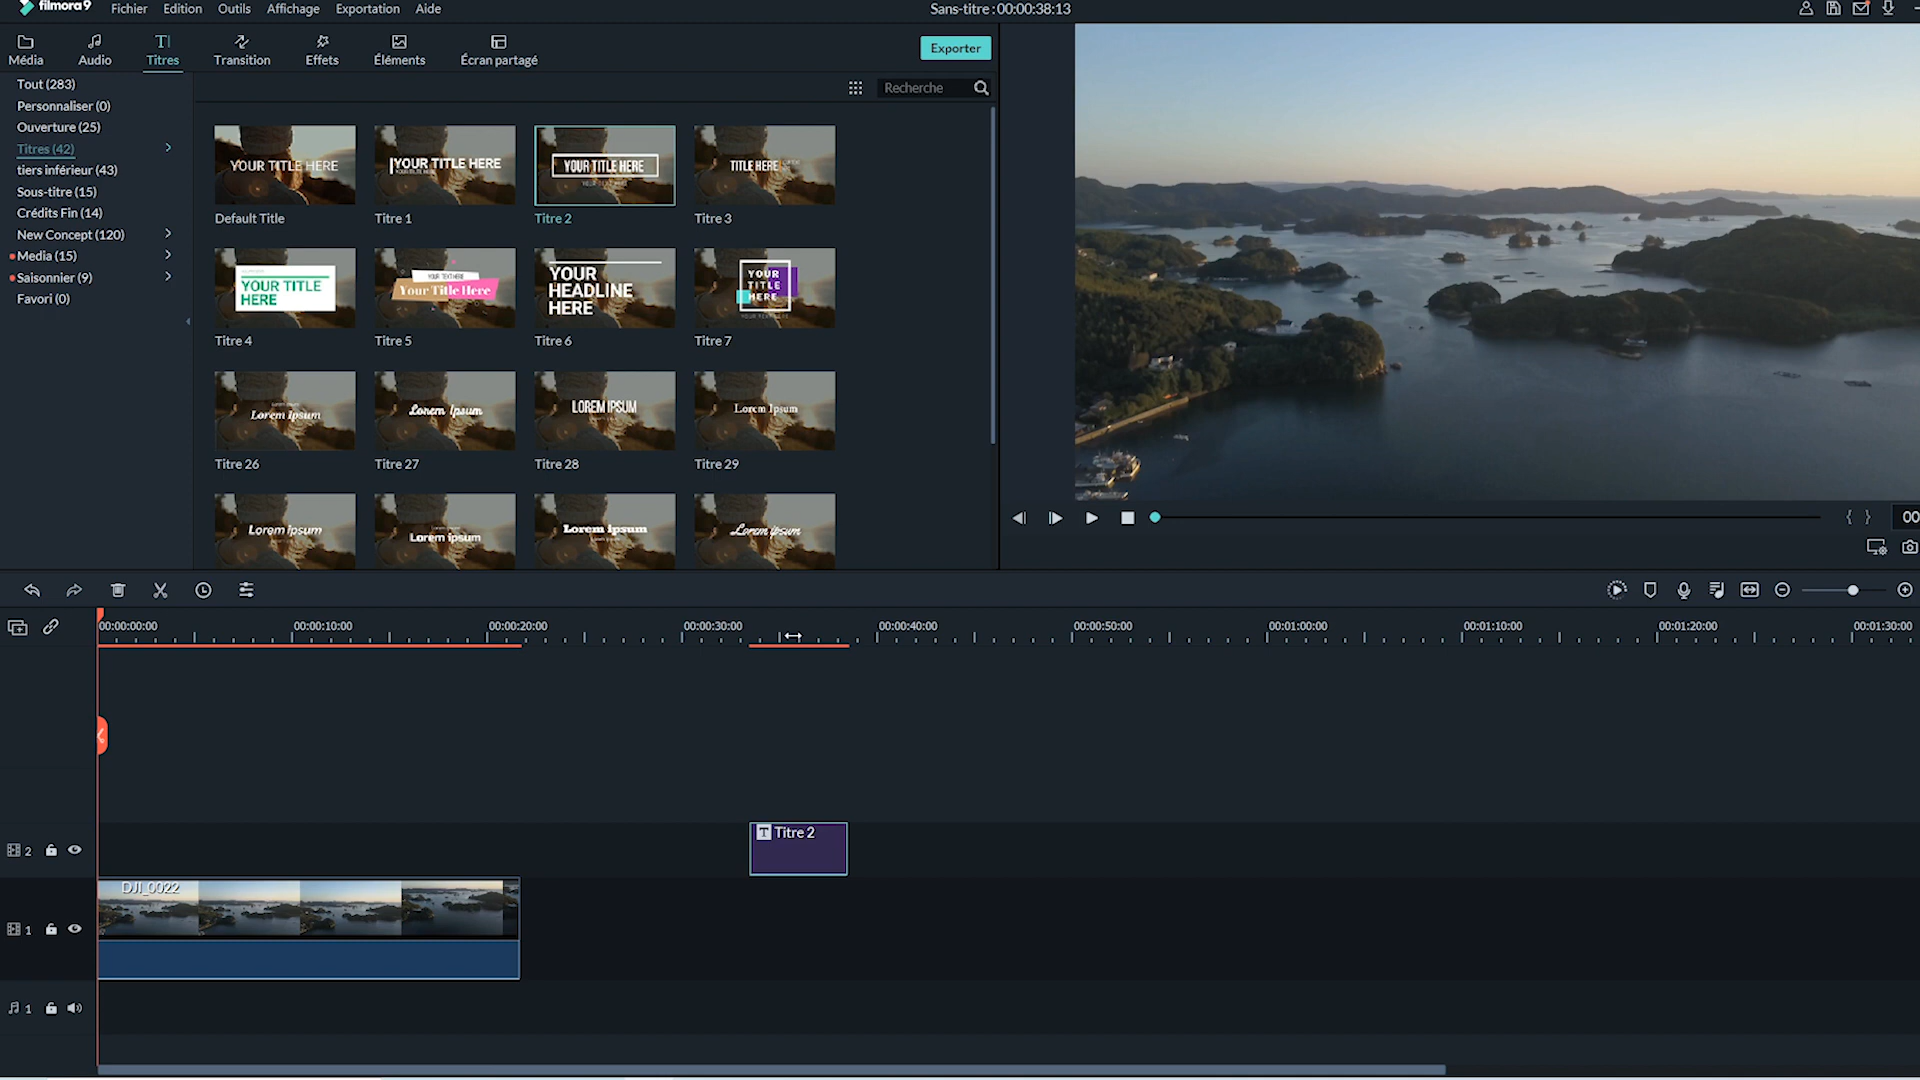 filmora9 Fichier Edition Outils Affichage Exportation Aide Sans-titre : 00:00:38:13
Média Audio Titres Transition Effets Éléments Écran partagé Exporter
Tout (283)
Personnaliser (0)
Ouverture (25)
Titres (42)
tiers inférieur (43)
Sous-titre (15)
Crédits Fin (14)
New Concept (120)
Media (15)
Saisonnier (9)
Favori (0)
Recherche
YOUR TITLE HERE
YOUR TITLE HERE
YOUR TITLE HERE
TITLE HERE
Default Title
Titre 1
Titre 2
Titre 3
YOUR TITLE
HERE
YOUR TEXT HERE
Your Title Here
YOUR
HEADLINE
HERE
YOUR
TITLE
HERE
Titre 4
Titre 5
Titre 6
Titre 7
Lorem Ipsum
Lorem Ipsum
LOREM IPSUM
Lorem Ipsum
Titre 26
Titre 27
Titre 28
Titre 29
Lorem ipsum
Lorem ipsum
Lorem ipsum
Lorem ipsum
00
00:00:00:00 00:00:10:00 00:00:20:00 00:00:30:00 00:00:40:00 00:00:50:00 00:01:00:00 00:01:10:00 00:01:20:00 00:01:30:00
T Titre 2
2
DJI_0022
1
1